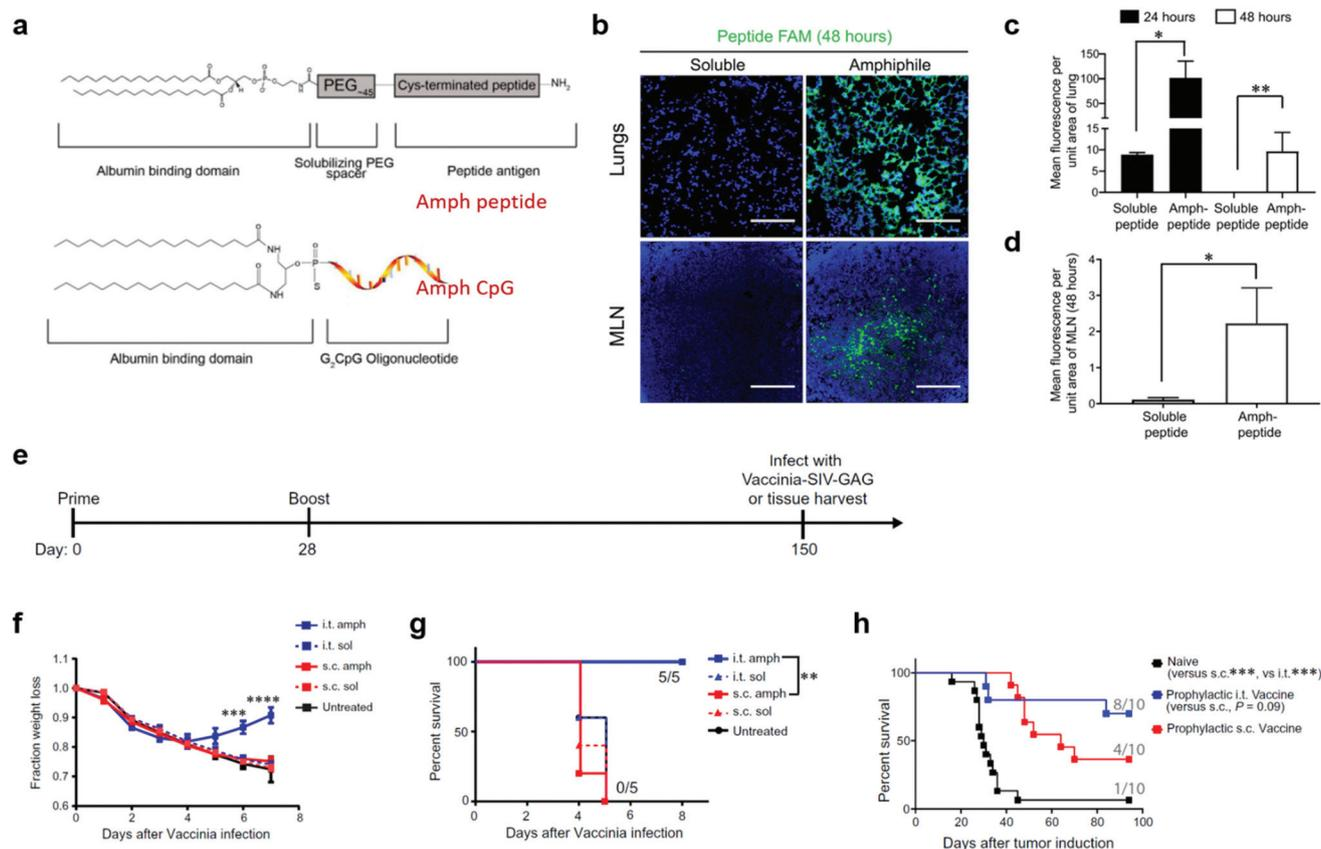 a
PEG~45
Cys-terminated peptide
NH2
O
O
O
O
P
O
O
O
N
H
O
H
Albumin binding domain
Solubilizing PEG
spacer
Peptide antigen
Amph peptide
O
NH
O
O
P
O
NH
S
Amph CpG
Albumin binding domain
G2CpG Oligonucleotide
b
Peptide FAM (48 hours)
Soluble
Amphiphile
Lungs
MLN
c
24 hours
48 hours
Mean fluorescence per
unit area of lung
150
100
50
15
10
5
0
*
**
Soluble
peptide
Amph-
peptide
Soluble
peptide
Amph-
peptide
d
Mean fluorescence per
unit area of MLN (48 hours)
4
3
2
1
0
*
Soluble
peptide
Amph-
peptide
e
Prime
Boost
Infect with
Vaccinia-SIV-GAG
or tissue harvest
Day: 0
28
150
f
Fraction weight loss
1.1
1.0
0.9
0.8
0.7
0.6
0
2
4
6
8
Days after Vaccinia infection
***
****
i.t. amph
i.t. sol
s.c. amph
s.c. sol
Untreated
g
Percent survival
100
50
0
0
2
4
6
8
Days after Vaccinia infection
5/5
0/5
i.t. amph
i.t. sol
s.c. amph
s.c. sol
Untreated
**
h
Percent survival
100
50
0
0
20
40
60
80
100
Days after tumor induction
8/10
4/10
1/10
Naive
(versus s.c.***, vs i.t.***)
Prophylactic i.t. Vaccine
(versus s.c., P = 0.09)
Prophylactic s.c. Vaccine